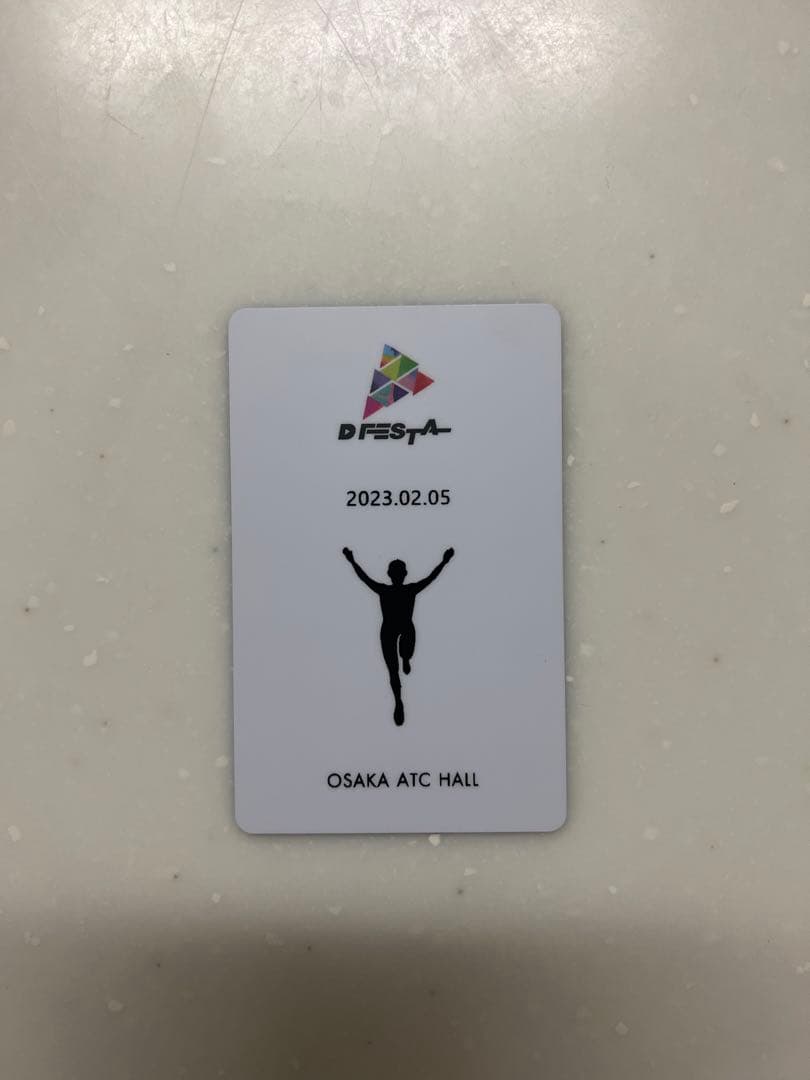 D FESTA
2023.02.05
OSAKA ATC HALL